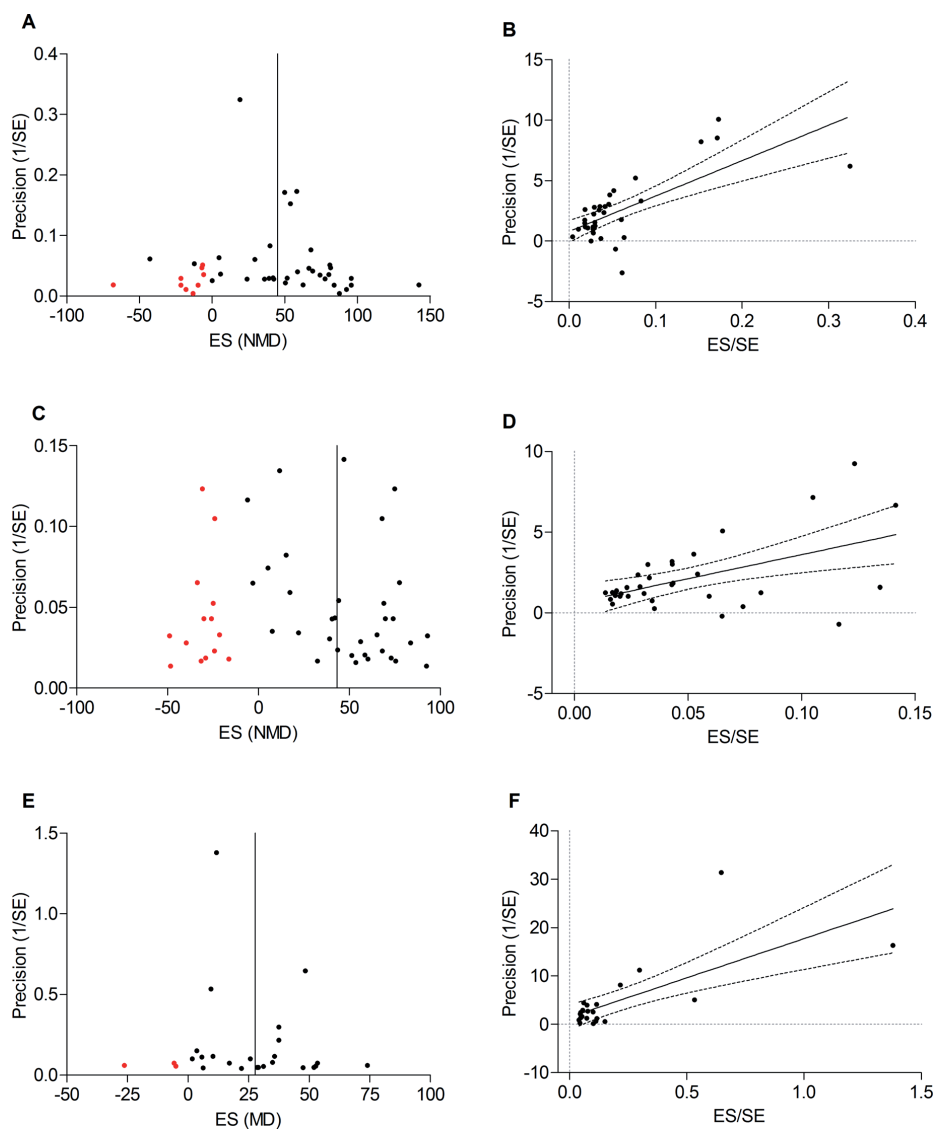 A
0.4
0.3
0.2
0.1
0.0
Precision (1/SE)
-100 -50 0 50 100 150
ES (NMD)
B
15
10
5
0
-5
Precision (1/SE)
0.0 0.1 0.2 0.3 0.4
ES/SE
C
0.15
0.10
0.05
0.00
Precision (1/SE)
-100 -50 0 50 100
ES (NMD)
D
10
5
0
-5
Precision (1/SE)
0.00 0.05 0.10 0.15
ES/SE
E
1.5
1.0
0.5
0.0
Precision (1/SE)
-50 -25 0 25 50 75 100
ES (MD)
F
40
30
20
10
0
-10
Precision (1/SE)
0.0 0.5 1.0 1.5
ES/SE